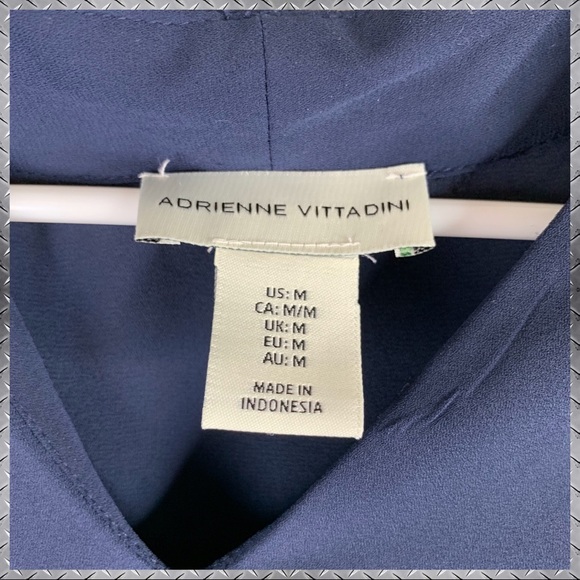 ADRIENNE VITTADINI
US: M
CA: M/M
UK: M
EU: M
AU: M
MADE IN
INDONESIA